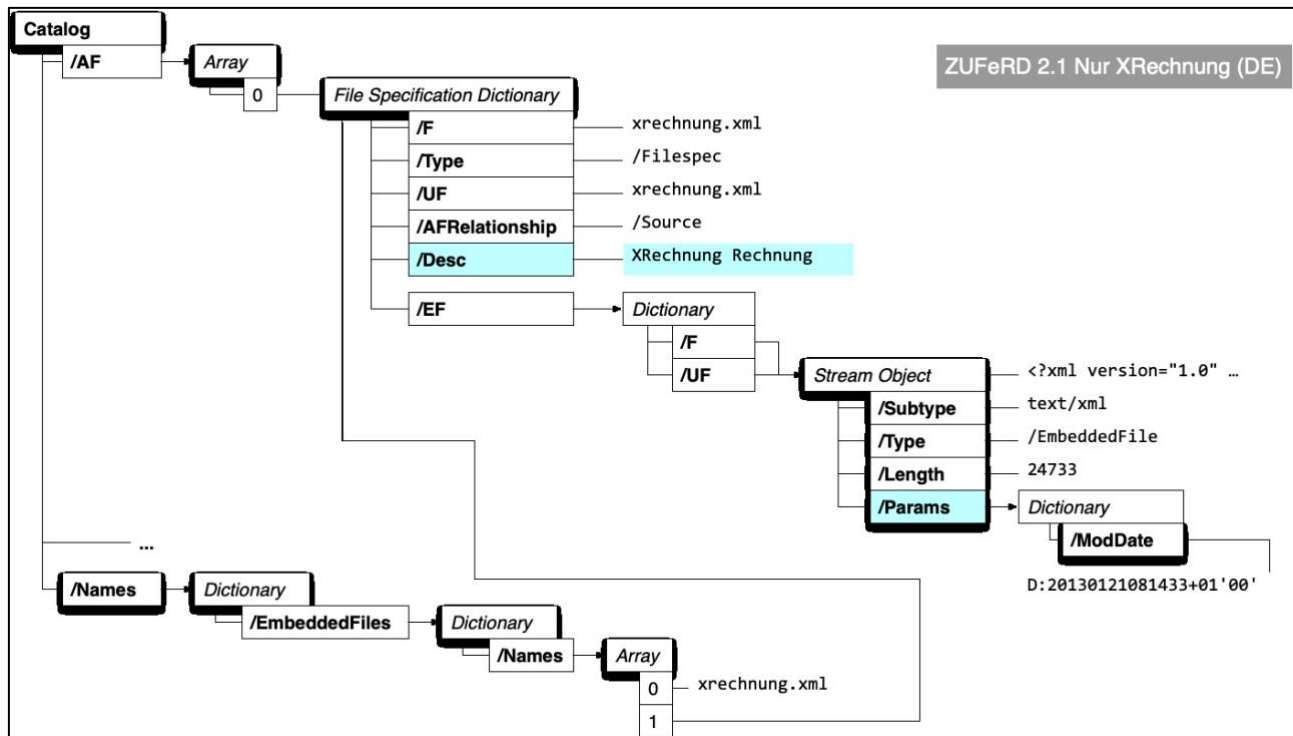 Catalog
/AF
Array
0
ZUFeRD 2.1 Nur XRechnung (DE)
File Specification Dictionary
/F xrechnung.xml
/Type /Filespec
/UF xrechnung.xml
/AFRelationship /Source
/Desc XRechnung Rechnung
/EF Dictionary
/F
/UF
Stream Object <?xml version="1.0" …
/Subtype text/xml
/Type /EmbeddedFile
/Length 24733
/Params Dictionary
/ModDate
D:20130121081433+01'00'
...
/Names Dictionary
/EmbeddedFiles Dictionary
/Names Array
0 xrechnung.xml
1